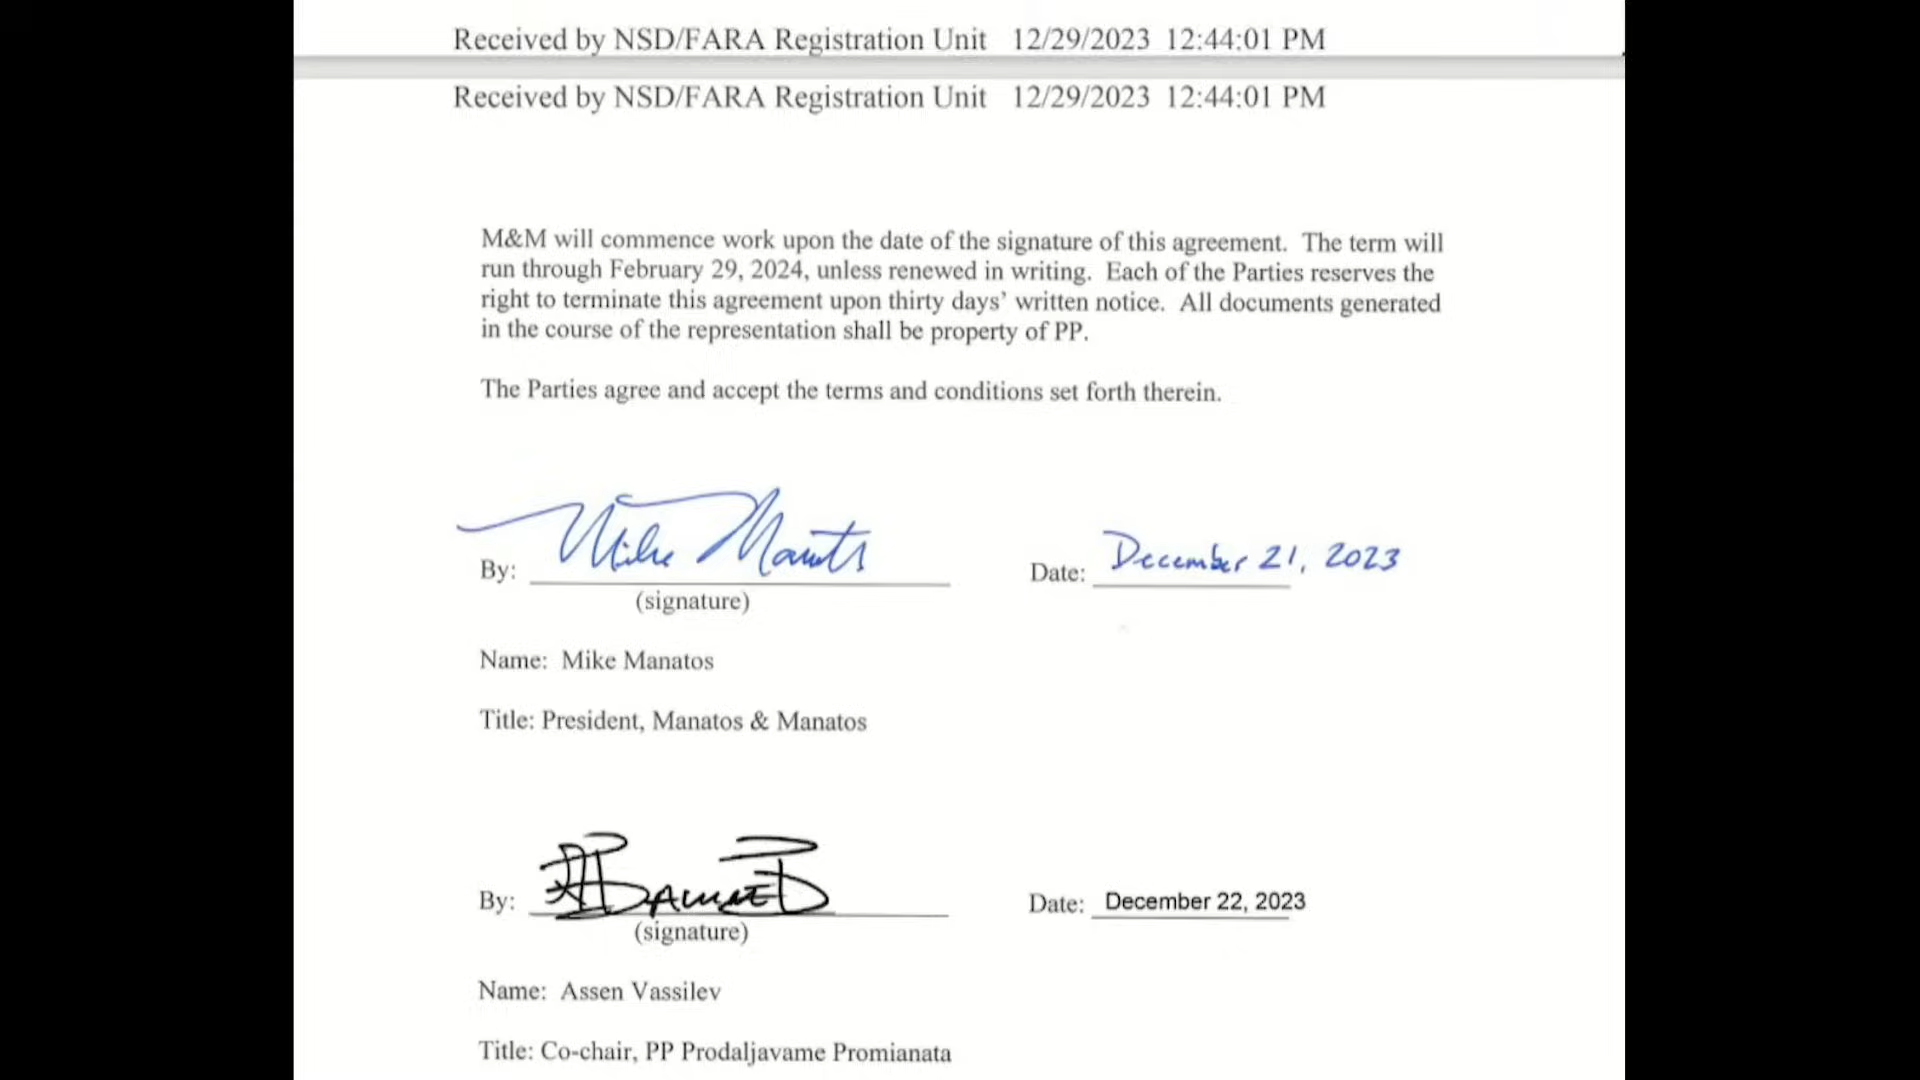 Received by NSD/FARA Registration Unit 12/29/2023 12:44:01 PM
Received by NSD/FARA Registration Unit 12/29/2023 12:44:01 PM
M&M will commence work upon the date of the signature of this agreement. The term will
run through February 29, 2024, unless renewed in writing. Each of the Parties reserves the
right to terminate this agreement upon thirty days’ written notice. All documents generated
in the course of the representation shall be property of PP.
The Parties agree and accept the terms and conditions set forth therein.
By: Mike Manatos Date: December 21, 2023
(signature)
Name: Mike Manatos
Title: President, Manatos & Manatos
By: Date: December 22, 2023
(signature)
Name: Assen Vassilev
Title: Co-chair, PP Prodaljavame Promianata